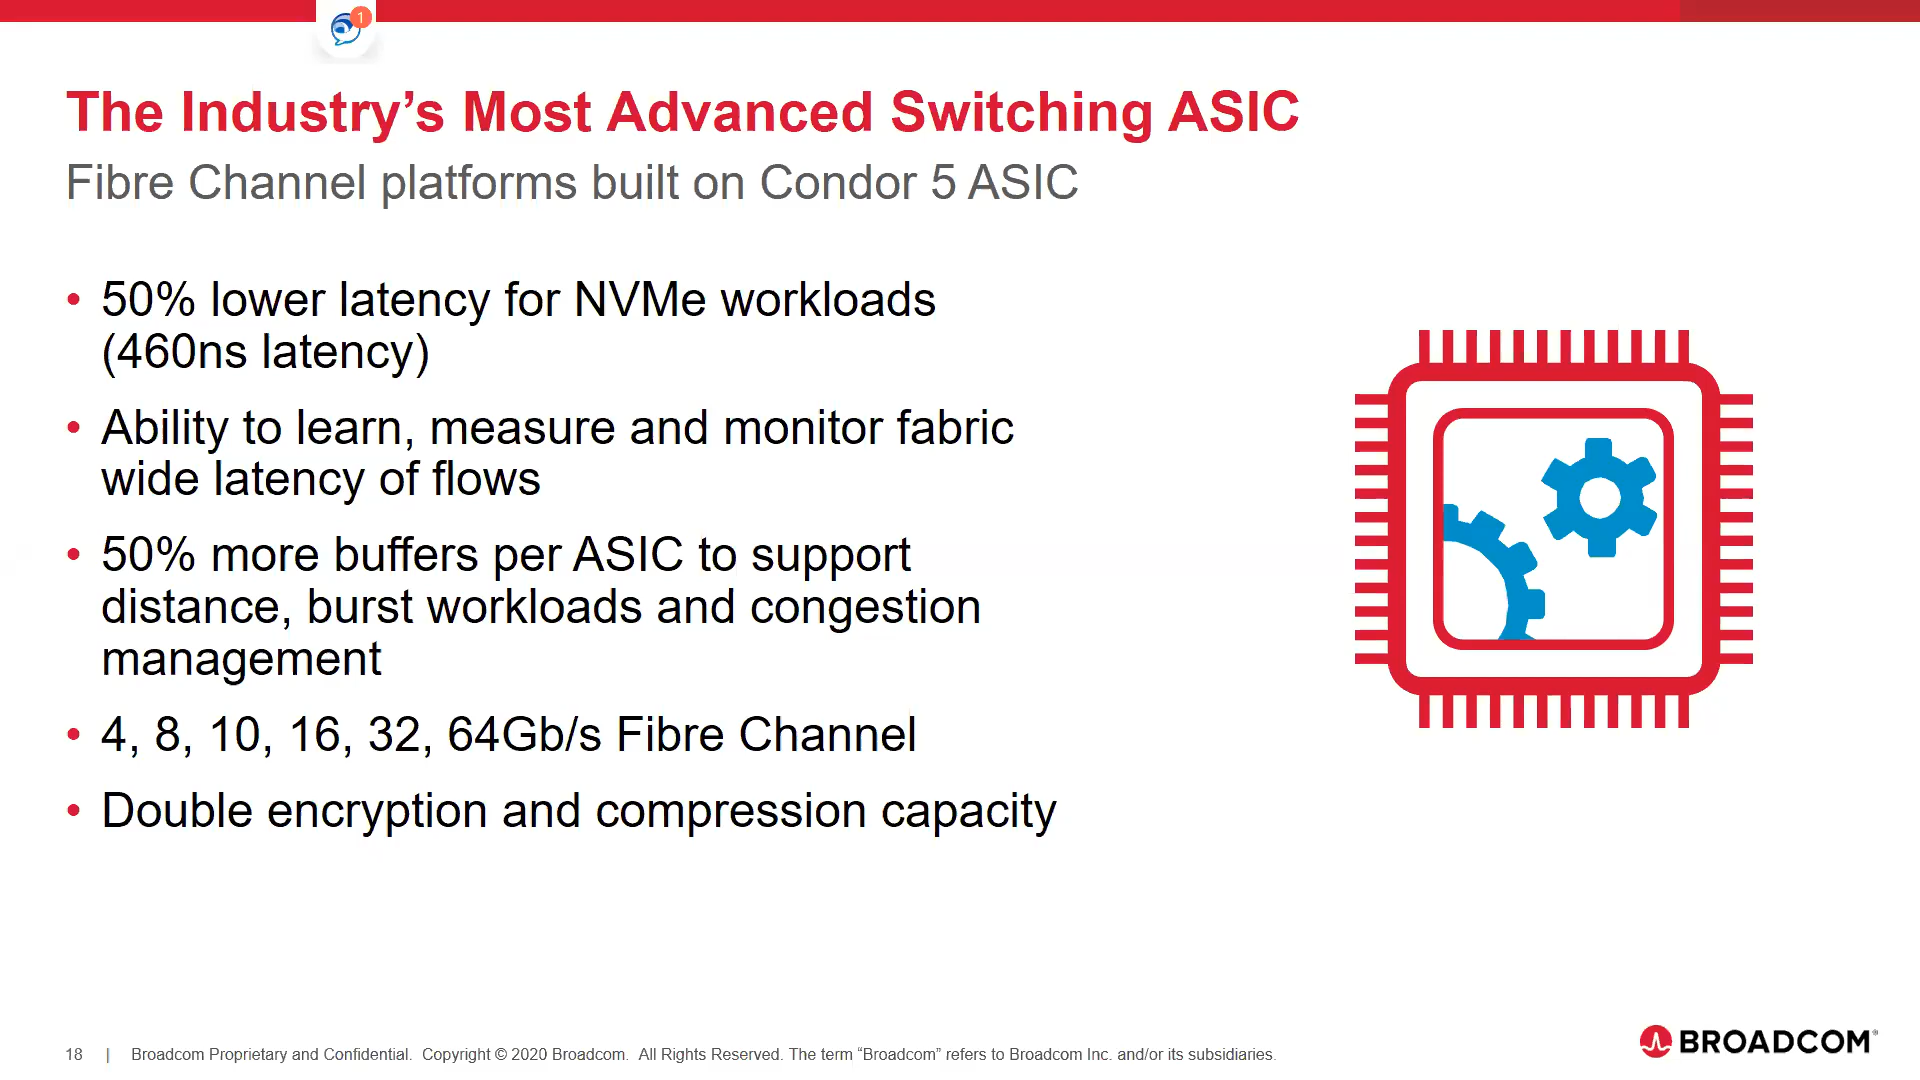 1
The Industry’s Most Advanced Switching ASIC
Fibre Channel platforms built on Condor 5 ASIC
• 50% lower latency for NVMe workloads
(460ns latency)
• Ability to learn, measure and monitor fabric
wide latency of flows
• 50% more buffers per ASIC to support
distance, burst workloads and congestion
management
• 4, 8, 10, 16, 32, 64Gb/s Fibre Channel
• Double encryption and compression capacity
18 | Broadcom Proprietary and Confidential. Copyright © 2020 Broadcom. All Rights Reserved. The term “Broadcom” refers to Broadcom Inc. and/or its subsidiaries.
BROADCOM®